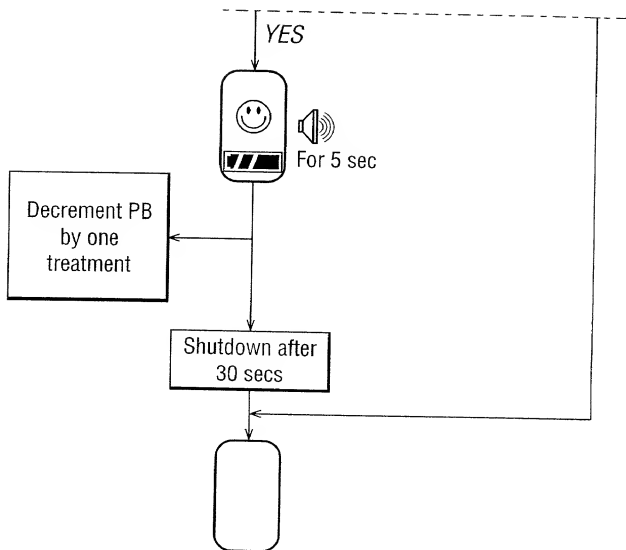 YES
For 5 sec
Decrement PB
by one
treatment
Shutdown after
30 secs